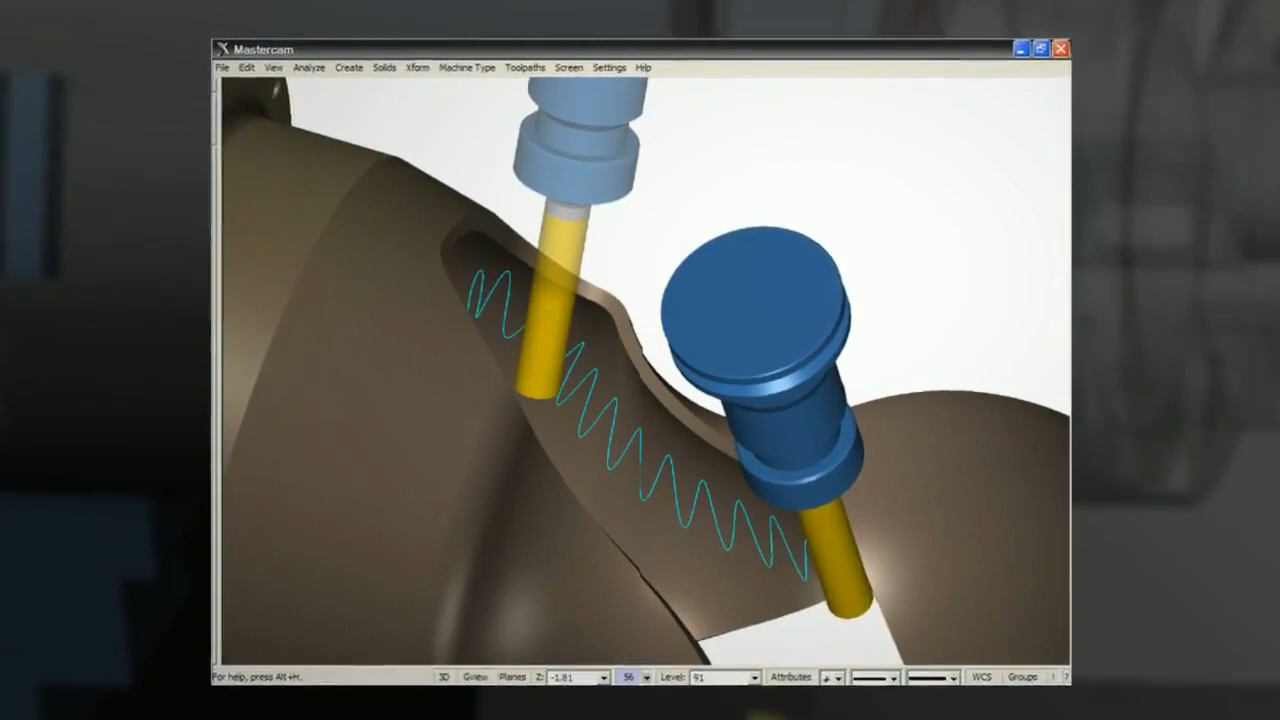 Mastercam
File Edit View Analyze Create Solids Xform Machine Type Toolpaths Screen Settings Help
For help, press Alt+H. 3D Gview Planes Z: -1.81 56 Level: 91 Attributes WCS Groups ! ?